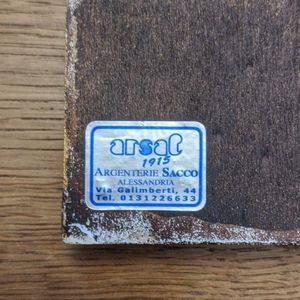 arsal
1915
ARGENTERIE SACCO
ALESSANDRIA
Via Galimberti, 44
Tel. 0131226633